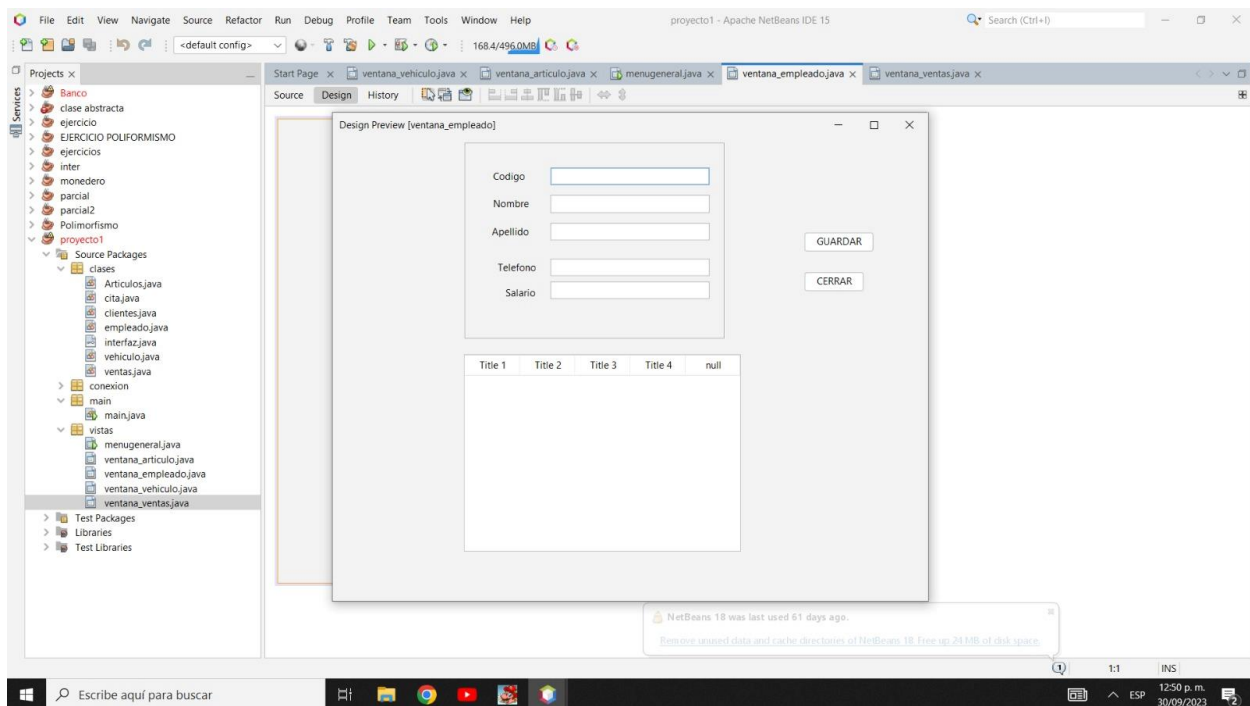 File Edit View Navigate Source Refactor Run Debug Profile Team Tools Window Help proyecto1 - Apache NetBeans IDE 15 Search (Ctrl+I)
<default config> 168.4/496.0MB
Projects Start Page ventana_vehiculo.java ventana_articulo.java menugeneral.java ventana_empleado.java ventana_ventas.java
Services
Source Design History
Banco
clase abstracta
ejercicio
EJERCICIO POLIFORMISMO
ejercicios
inter
monedero
parcial
parcial2
Polimorfismo
proyecto1
Source Packages
clases
Articulos.java
cita.java
clientes.java
empleado.java
interfaz.java
vehiculo.java
ventas.java
conexion
main
main.java
vistas
menugeneral.java
ventana_articulo.java
ventana_empleado.java
ventana_vehiculo.java
ventana_ventas.java
Test Packages
Libraries
Test Libraries
Design Preview [ventana_empleado]
Codigo
Nombre
Apellido
Telefono
Salario
GUARDAR
CERRAR
Title 1 Title 2 Title 3 Title 4 null
NetBeans 18 was last used 61 days ago.
Remove unused data and cache directories of NetBeans 18. Free up 24 MB of disk space.
1 1:1 INS
Escribe aquí para buscar
ESP 12:50 p. m.
30/09/2023 2